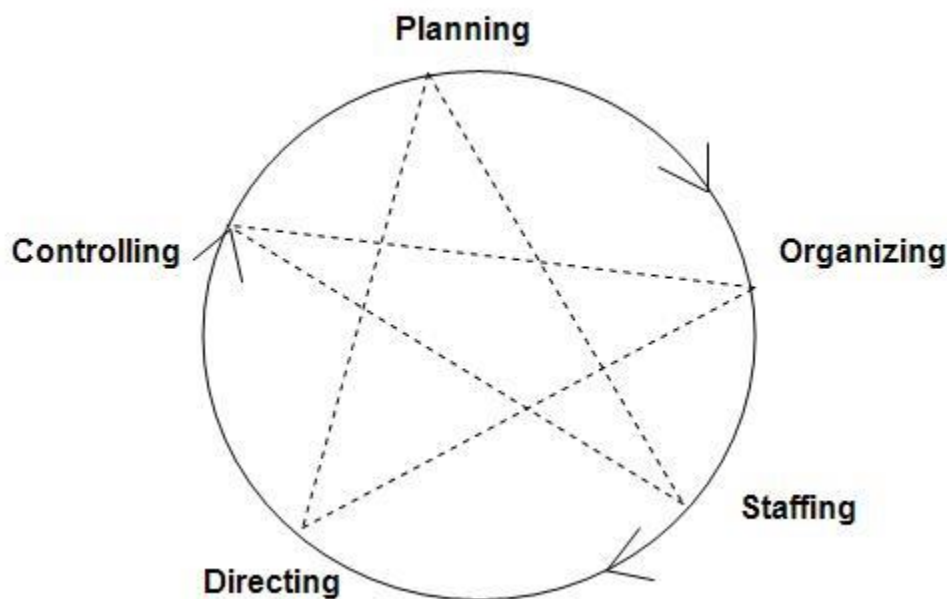 Planning
Controlling
Organizing
Staffing
Directing